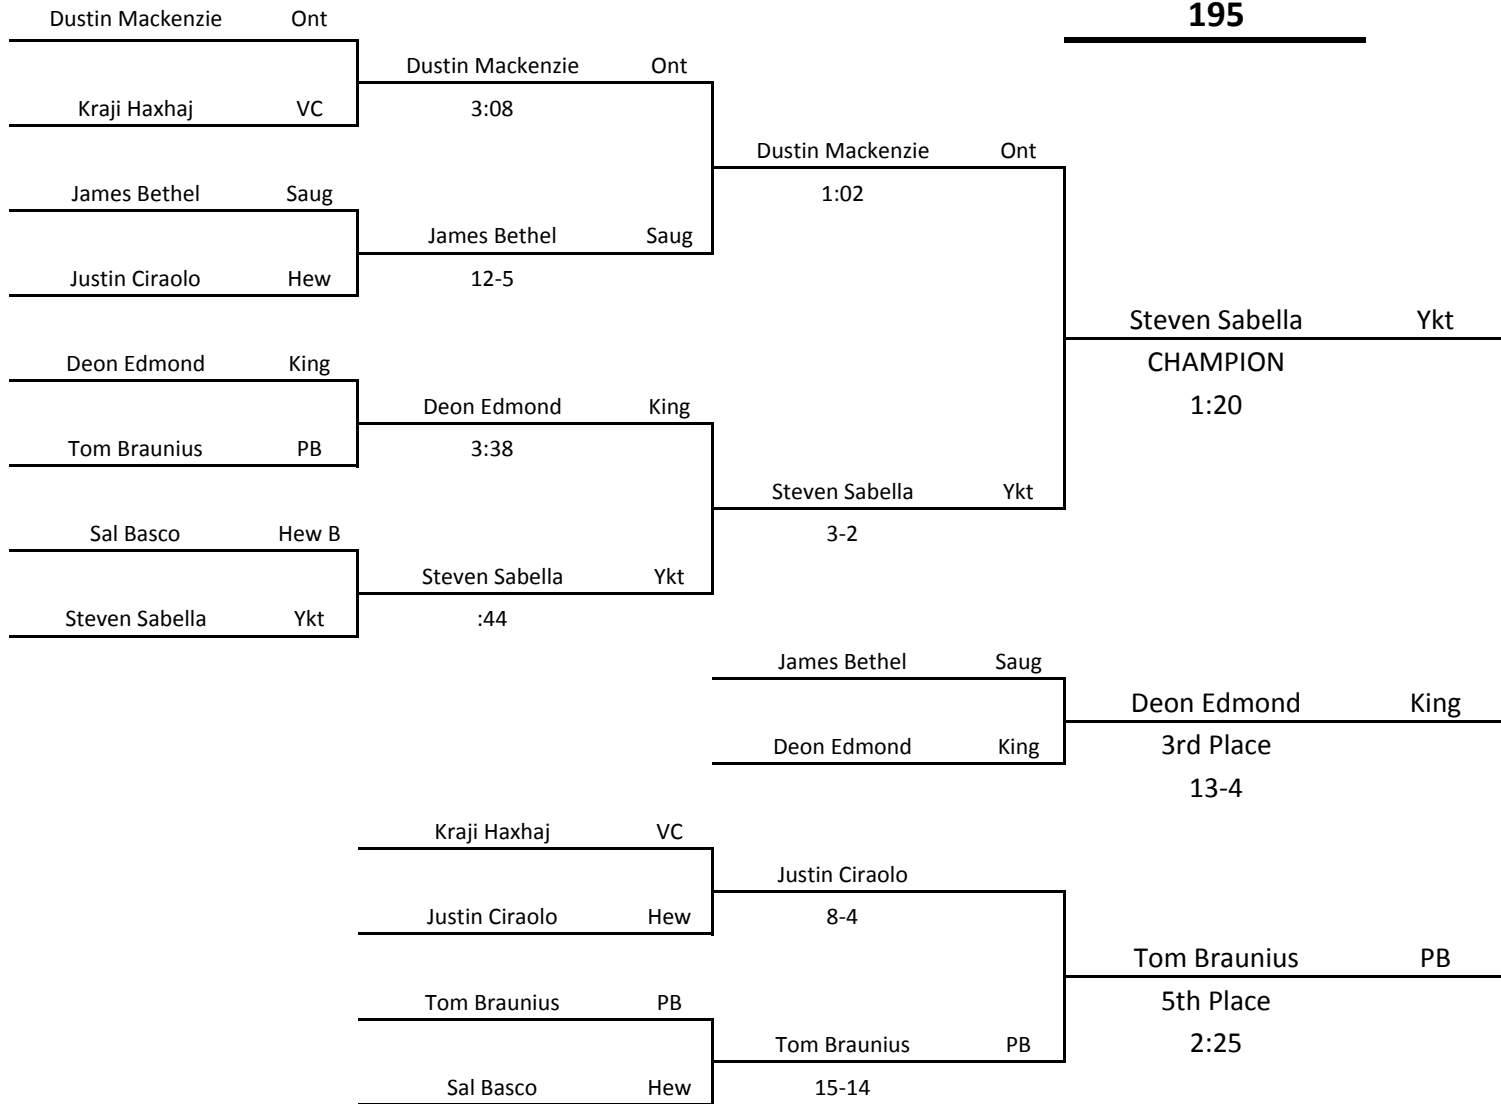 195
Dustin Mackenzie Ont
Dustin Mackenzie Ont
Kraji Haxhaj VC
3:08
Dustin Mackenzie Ont
James Bethel Saug
1:02
James Bethel Saug
Justin Ciraolo Hew
12-5
Steven Sabella Ykt
Deon Edmond King
CHAMPION
Deon Edmond King
1:20
Tom Braunius PB
3:38
Steven Sabella Ykt
Sal Basco Hew B
3-2
Steven Sabella Ykt
Steven Sabella Ykt
:44
James Bethel Saug
Deon Edmond King
Deon Edmond King
3rd Place
13-4
Kraji Haxhaj VC
Justin Ciraolo
Justin Ciraolo Hew
8-4
Tom Braunius PB
Tom Braunius PB
5th Place
Tom Braunius PB
2:25
Sal Basco Hew
15-14